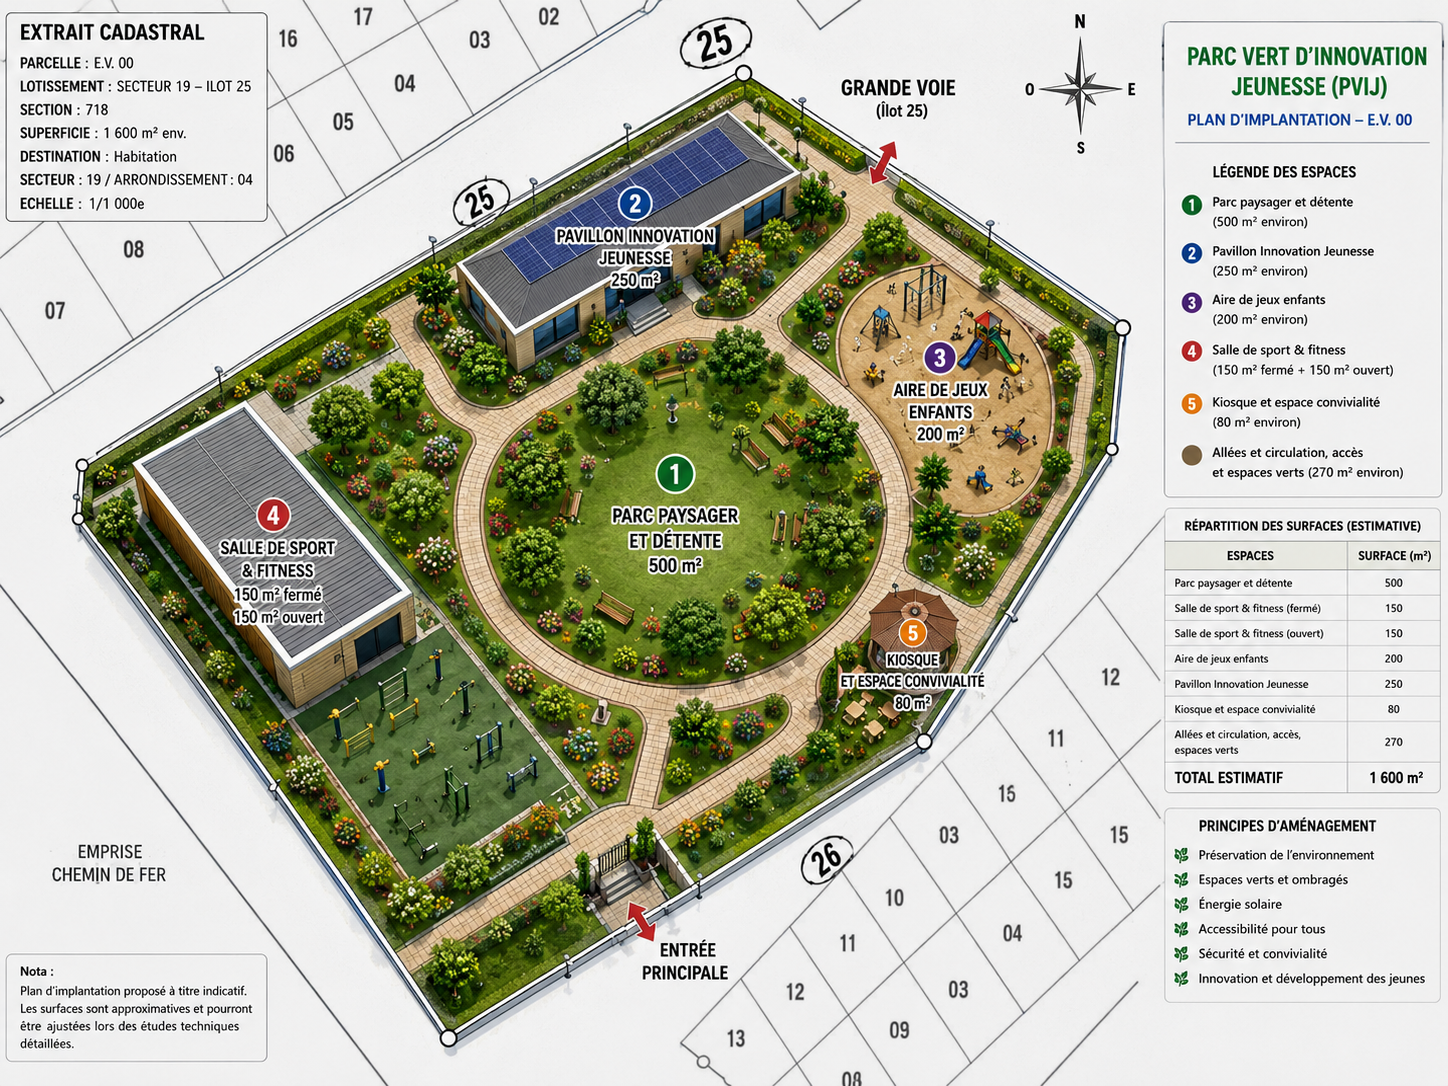 EXTRAIT CADASTRAL
PARCELLE : E.V. 00
LOTISSEMENT : SECTEUR 19 – ILOT 25
SECTION : 718
SUPERFICIE : 1 600 m² env.
DESTINATION : Habitation
SECTEUR : 19 / ARRONDISSEMENT : 04
ECHELLE : 1/1 000e
16
17
02
03
04
05
06
08
07
25
25
GRANDE VOIE
(Îlot 25)
N
O
E
S
2
PAVILLON INNOVATION
JEUNESSE
250 m²
3
AIRE DE JEUX
ENFANTS
200 m²
1
PARC PAYSAGER
ET DÉTENTE
500 m²
4
SALLE DE SPORT
& FITNESS
150 m² fermé
150 m² ouvert
5
KIOSQUE
ET ESPACE CONVIVIALITÉ
80 m²
ENTRÉE
PRINCIPALE
EMPRISE
CHEMIN DE FER
26
12
11
16
03
15
10
15
11
04
12
03
13
09
08
Nota :
Plan d'implantation proposé à titre indicatif.
Les surfaces sont approximatives et pourront
être ajustées lors des études techniques
détaillées.
PARC VERT D'INNOVATION
JEUNESSE (PVIJ)
PLAN D'IMPLANTATION – E.V. 00
LÉGENDE DES ESPACES
1 Parc paysager et détente
(500 m² environ)
2 Pavillon Innovation Jeunesse
(250 m² environ)
3 Aire de jeux enfants
(200 m² environ)
4 Salle de sport & fitness
(150 m² fermé + 150 m² ouvert)
5 Kiosque et espace convivialité
(80 m² environ)
Allées et circulation, accès
et espaces verts (270 m² environ)
RÉPARTITION DES SURFACES (ESTIMATIVE)
ESPACES SURFACE (m²)
Parc paysager et détente 500
Salle de sport & fitness (fermé) 150
Salle de sport & fitness (ouvert) 150
Aire de jeux enfants 200
Pavillon Innovation Jeunesse 250
Kiosque et espace convivialité 80
Allées et circulation, accès,
espaces verts 270
TOTAL ESTIMATIF 1 600 m²
PRINCIPES D'AMÉNAGEMENT
Préservation de l'environnement
Espaces verts et ombragés
Énergie solaire
Accessibilité pour tous
Sécurité et convivialité
Innovation et développement des jeunes